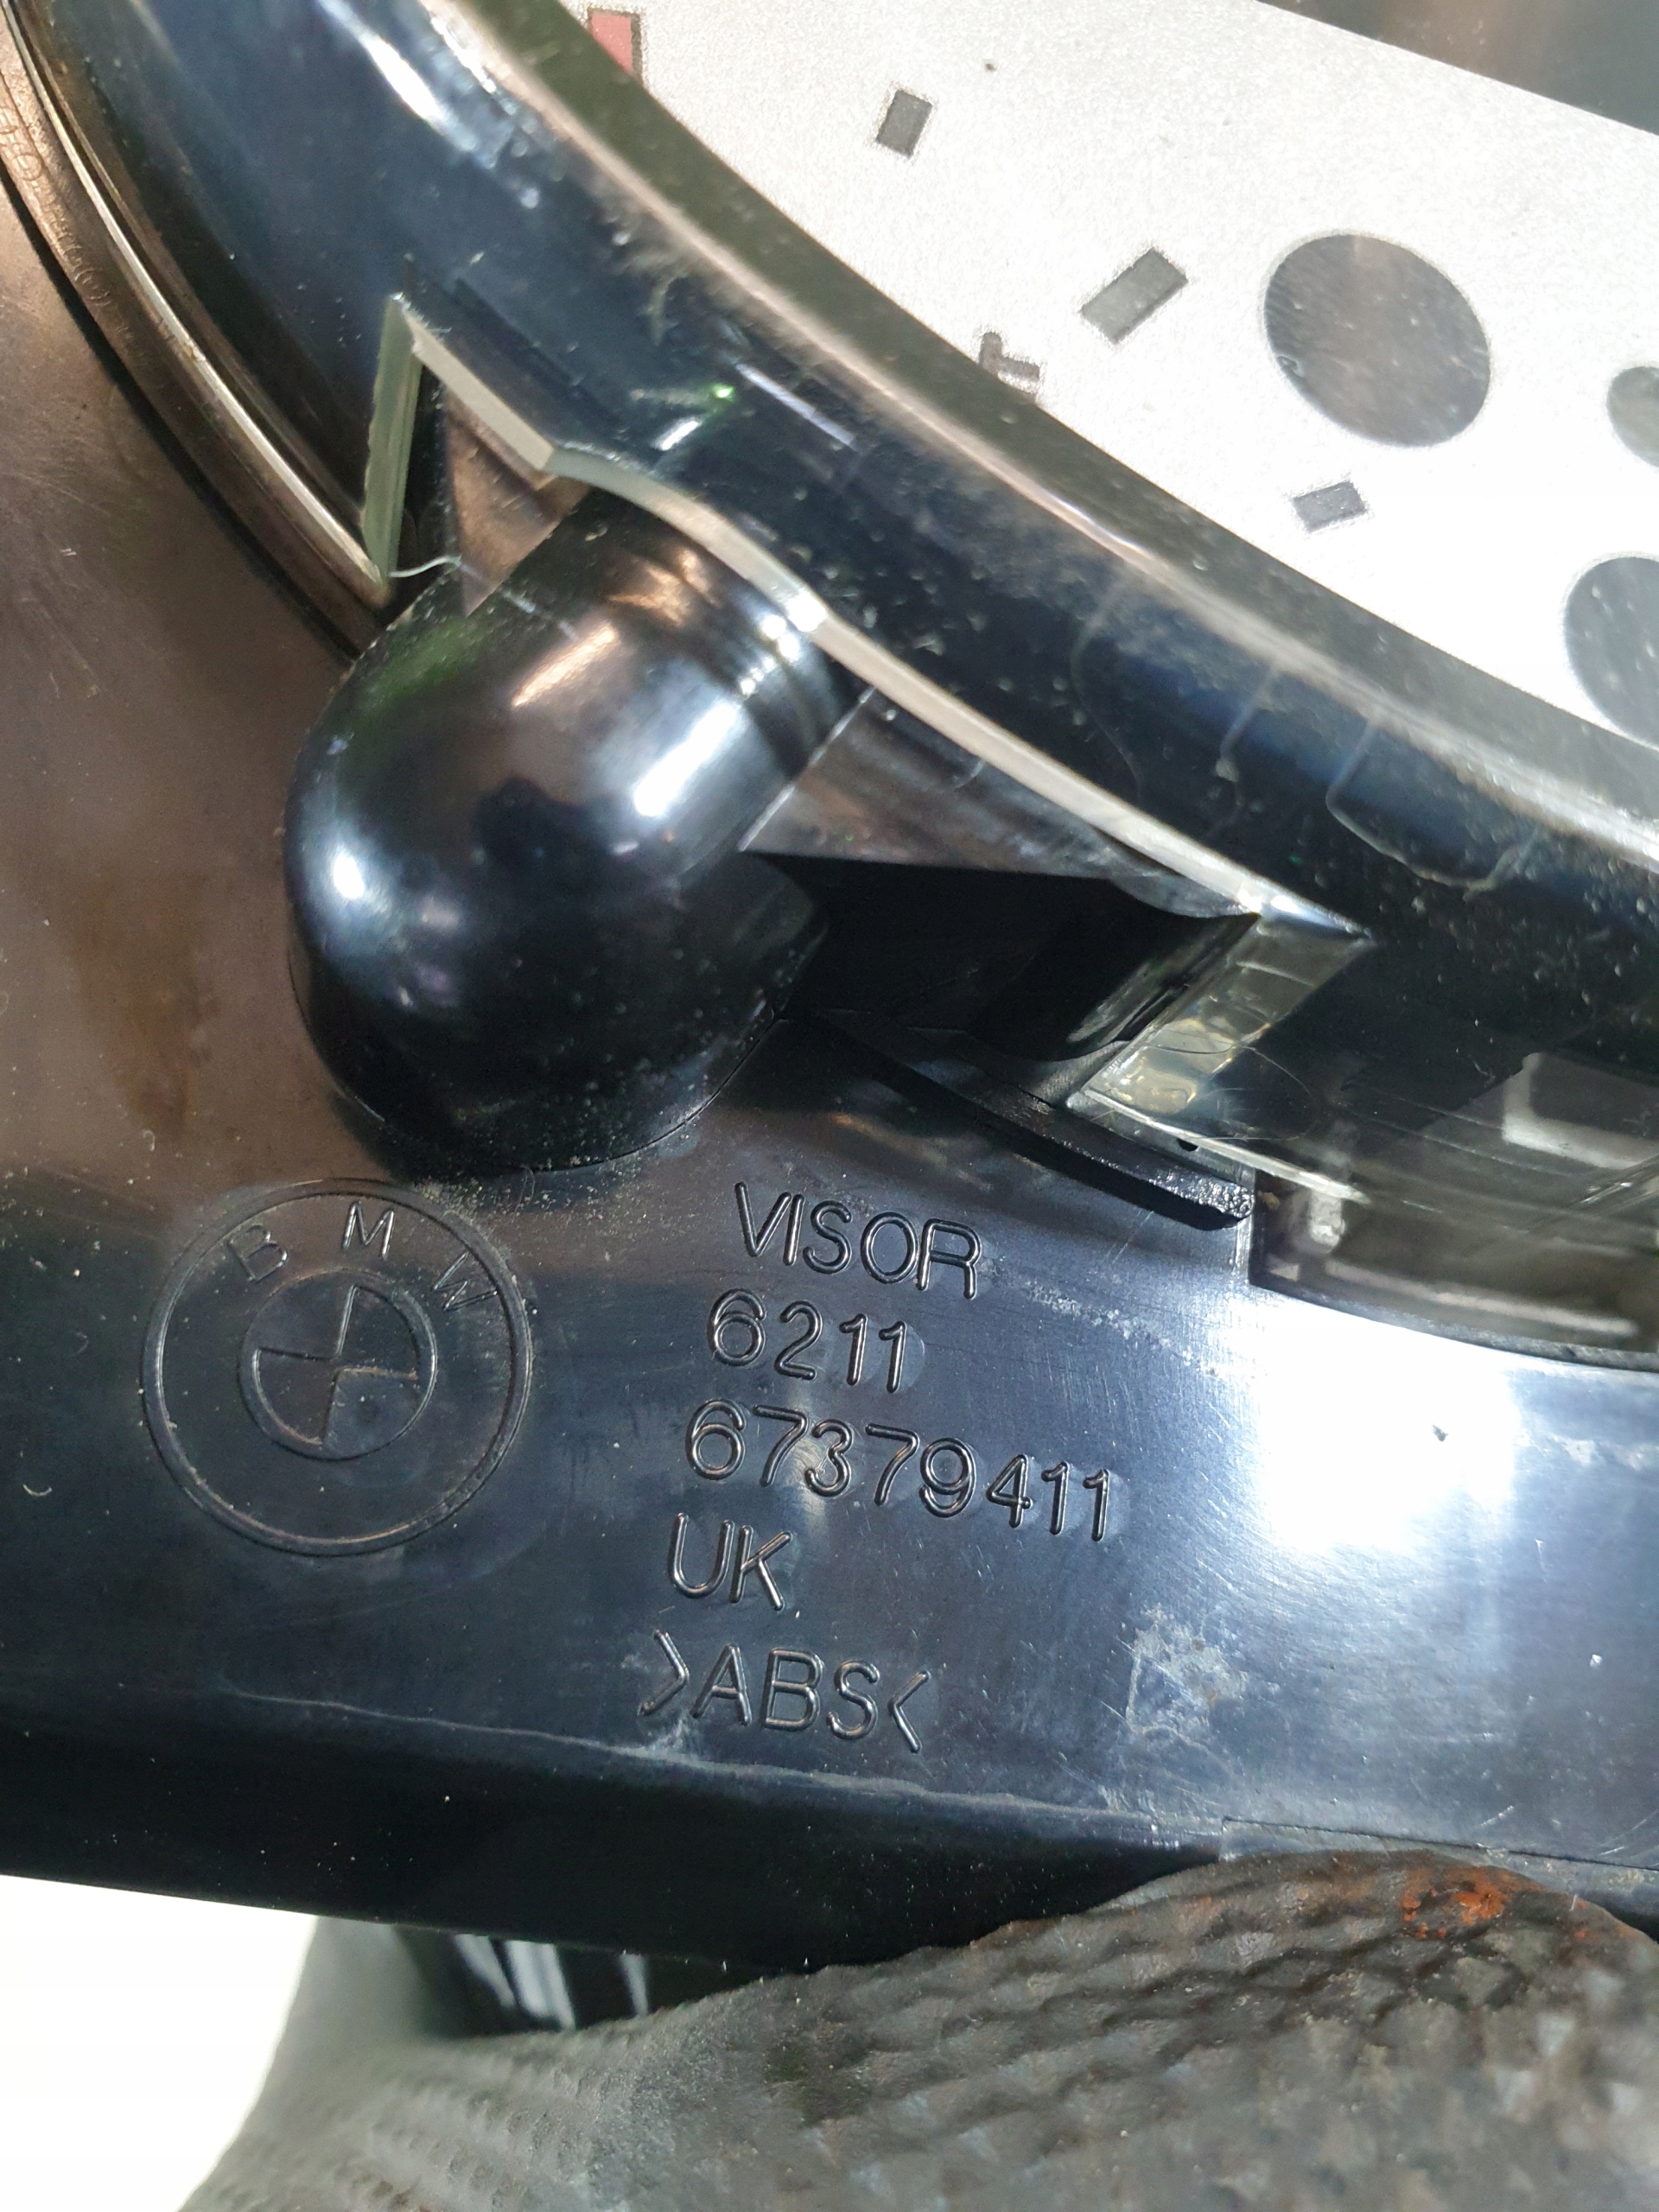 BMW
VISOR
6211
67379411
UK
>ABS<